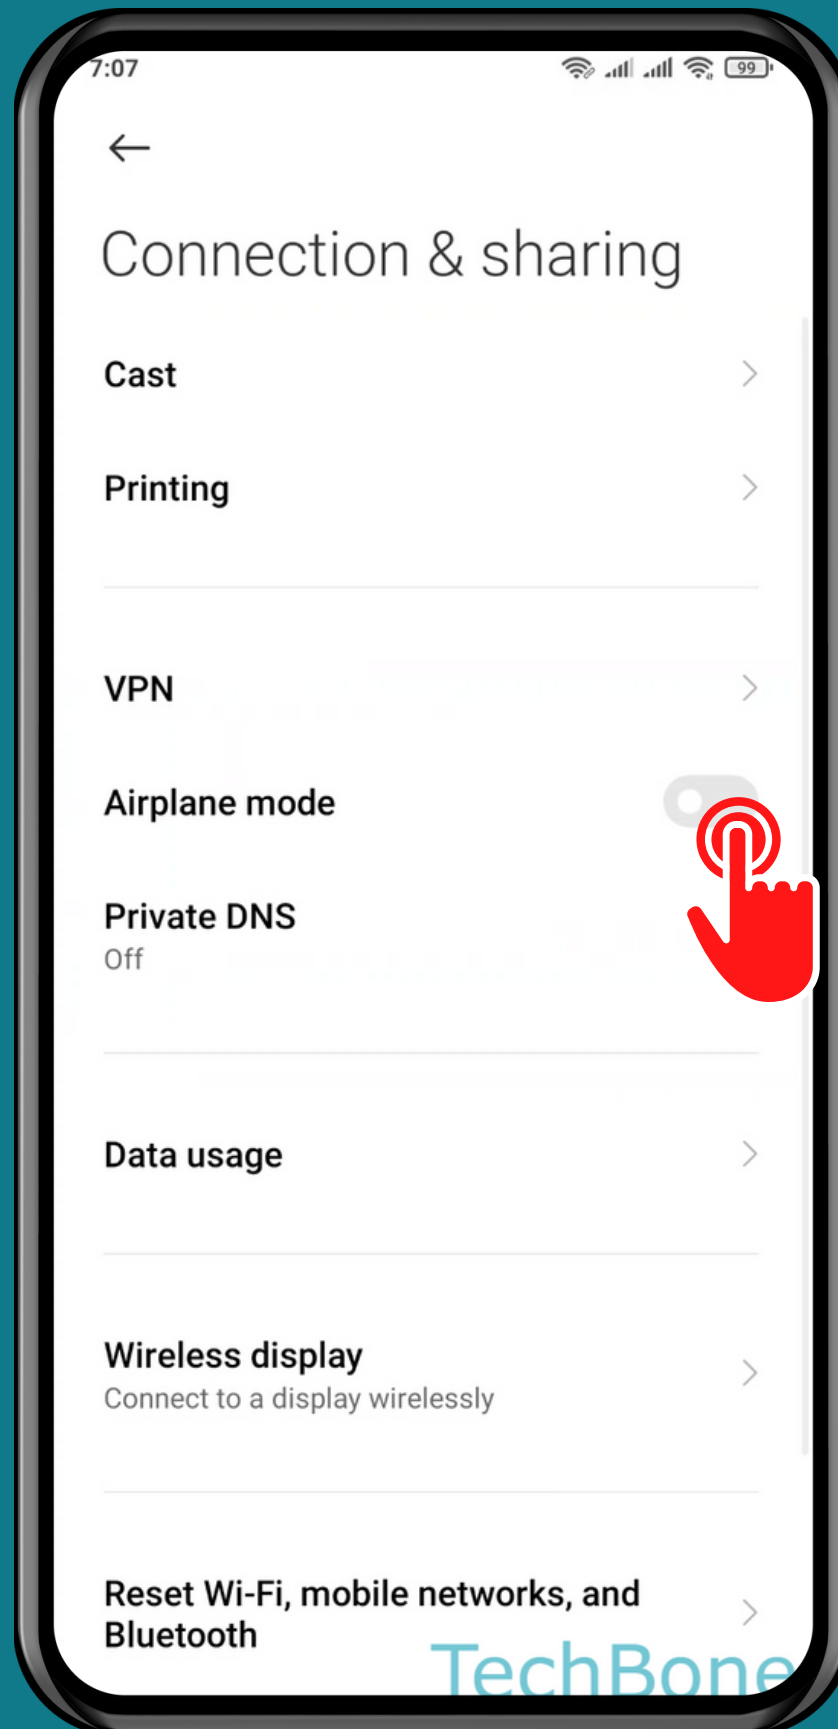 7:07
99
Connection & sharing
Cast
Printing
VPN
Airplane mode
Private DNS
Off
Data usage
Wireless display
Connect to a display wirelessly
Reset Wi-Fi, mobile networks, and
Bluetooth
TechBone